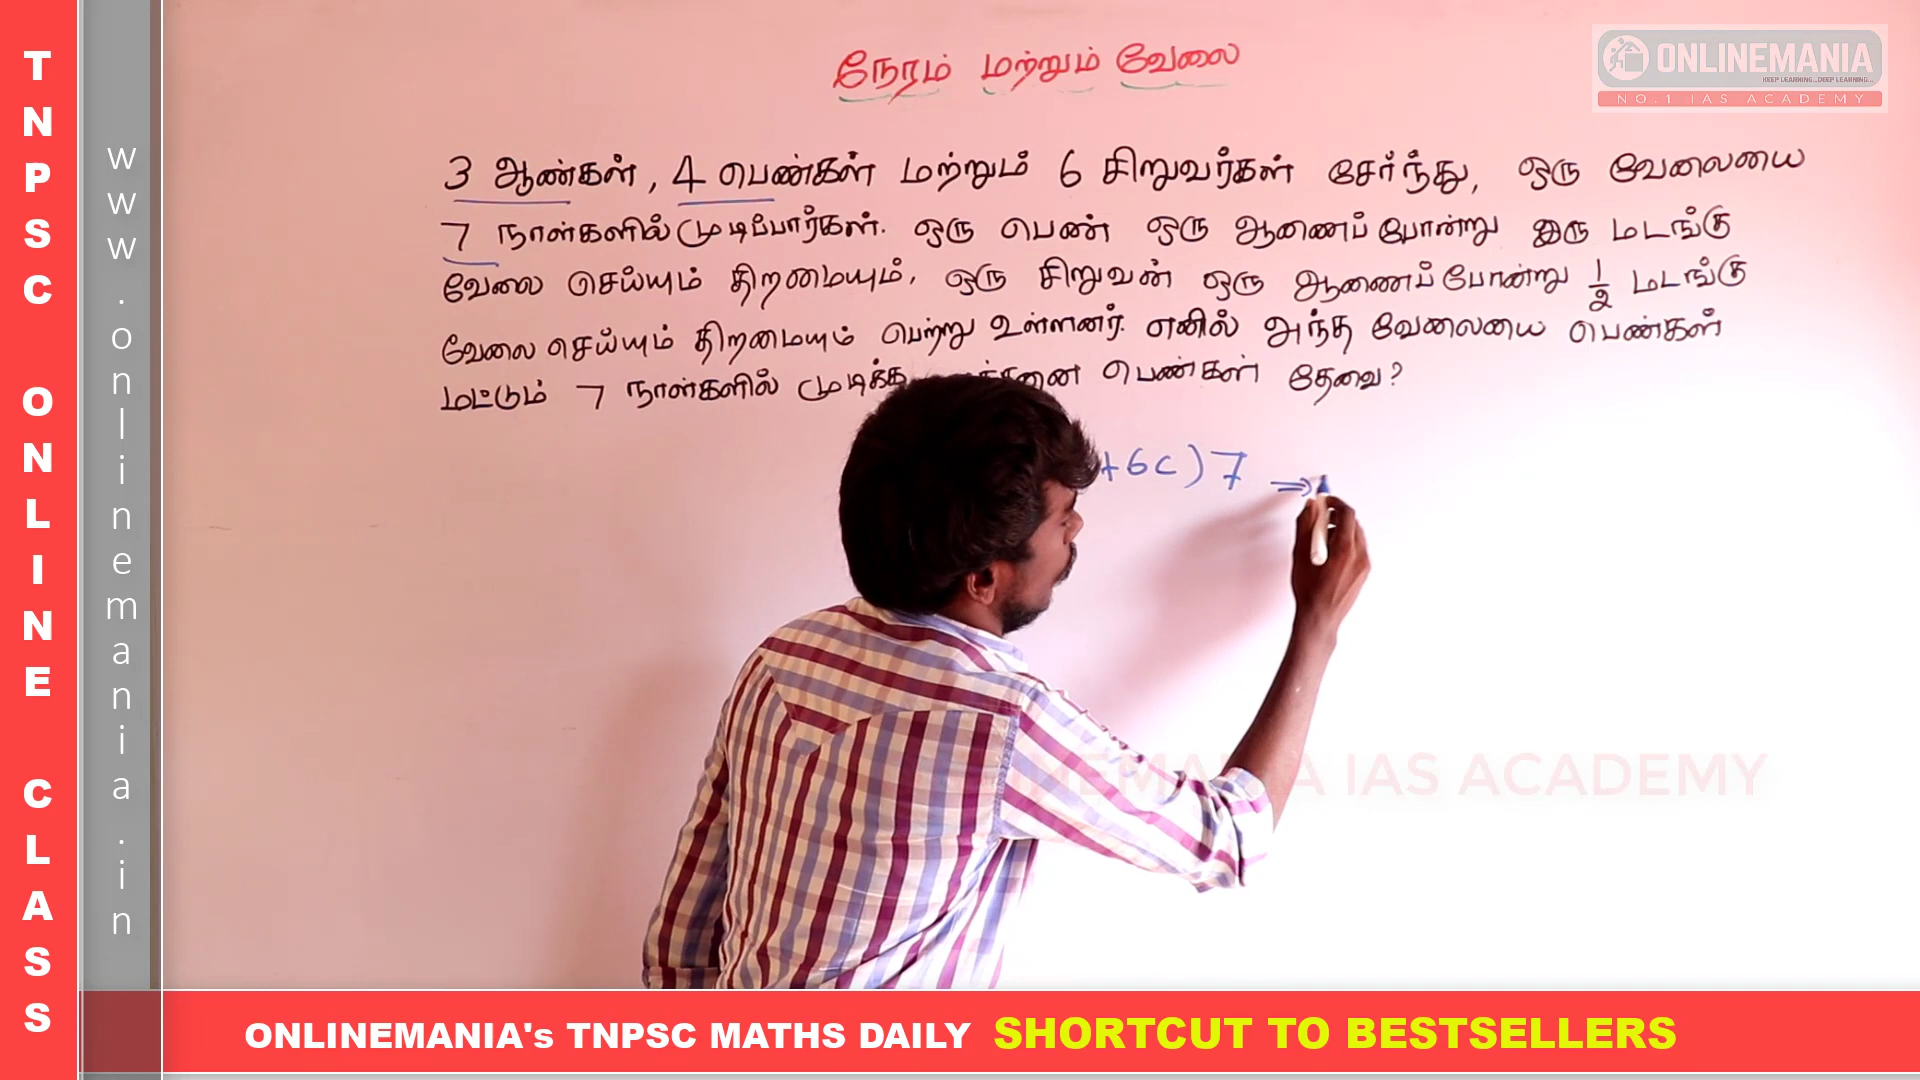 TNPSC ONLINE CLASS
www.onlinemania.in
ONLINEMANIA
KEEP LEARNING...DEEP LEARNING...
NO.1 IAS ACADEMY
நேரம் மற்றும் வேலை
3 ஆண்கள், 4 பெண்கள் மற்றும் 6 சிறுவர்கள் சேர்ந்து, ஒரு வேலையை
7 நாள்களில் முடிப்பார்கள். ஒரு பெண் ஒரு ஆணைப் போன்று இரு மடங்கு
வேலை செய்யும் திறமையும், ஒரு சிறுவன் ஒரு ஆணைப் போன்று 1/2 மடங்கு
வேலை செய்யும் திறமையும் பெற்று உள்ளனர். எனில் அந்த வேலையை பெண்கள்
மட்டும் 7 நாள்களில் முடிக்க பெண்கள் தேவை?
+6C) 7 ⇒
IAS ACADEMY
ONLINEMANIA's TNPSC MATHS DAILY SHORTCUT TO BESTSELLERS